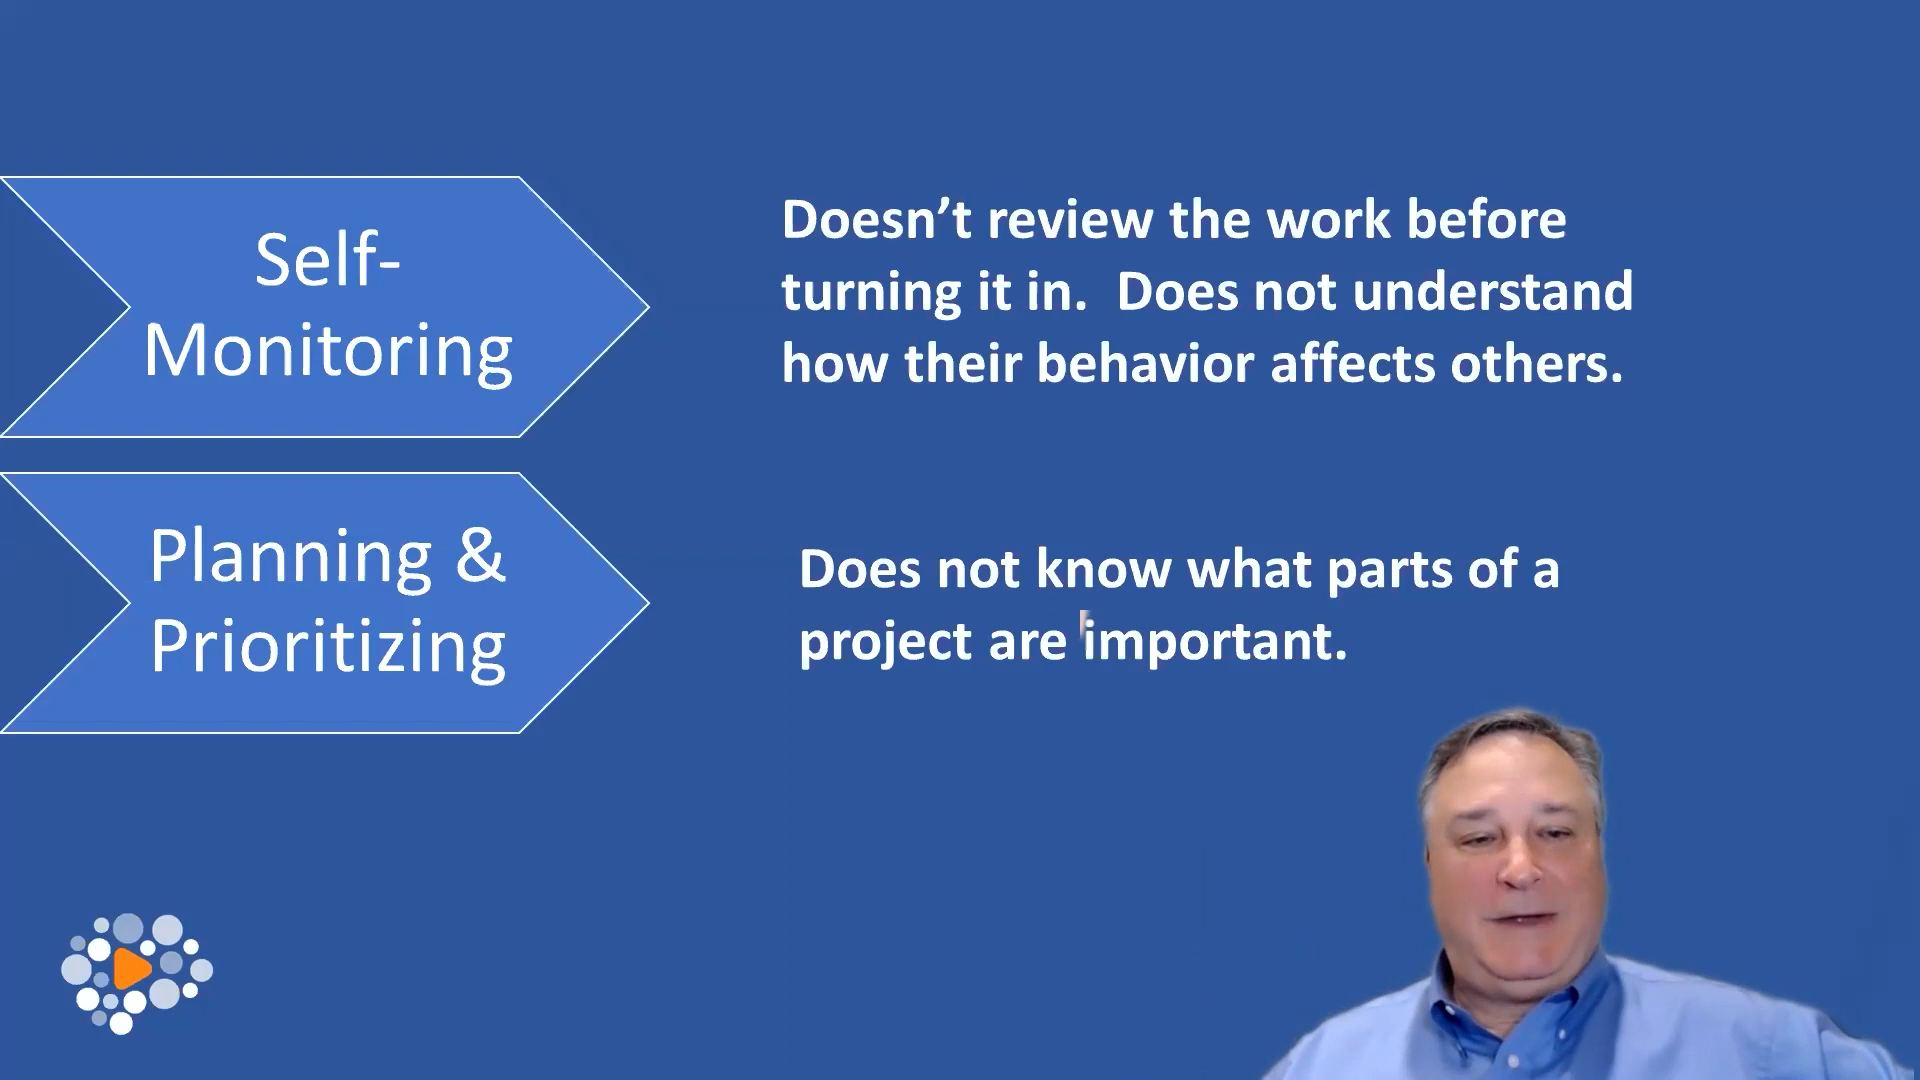 Self-
Monitoring
Doesn’t review the work before
turning it in.  Does not understand
how their behavior affects others.
Planning &
Prioritizing
Does not know what parts of a
project are important.